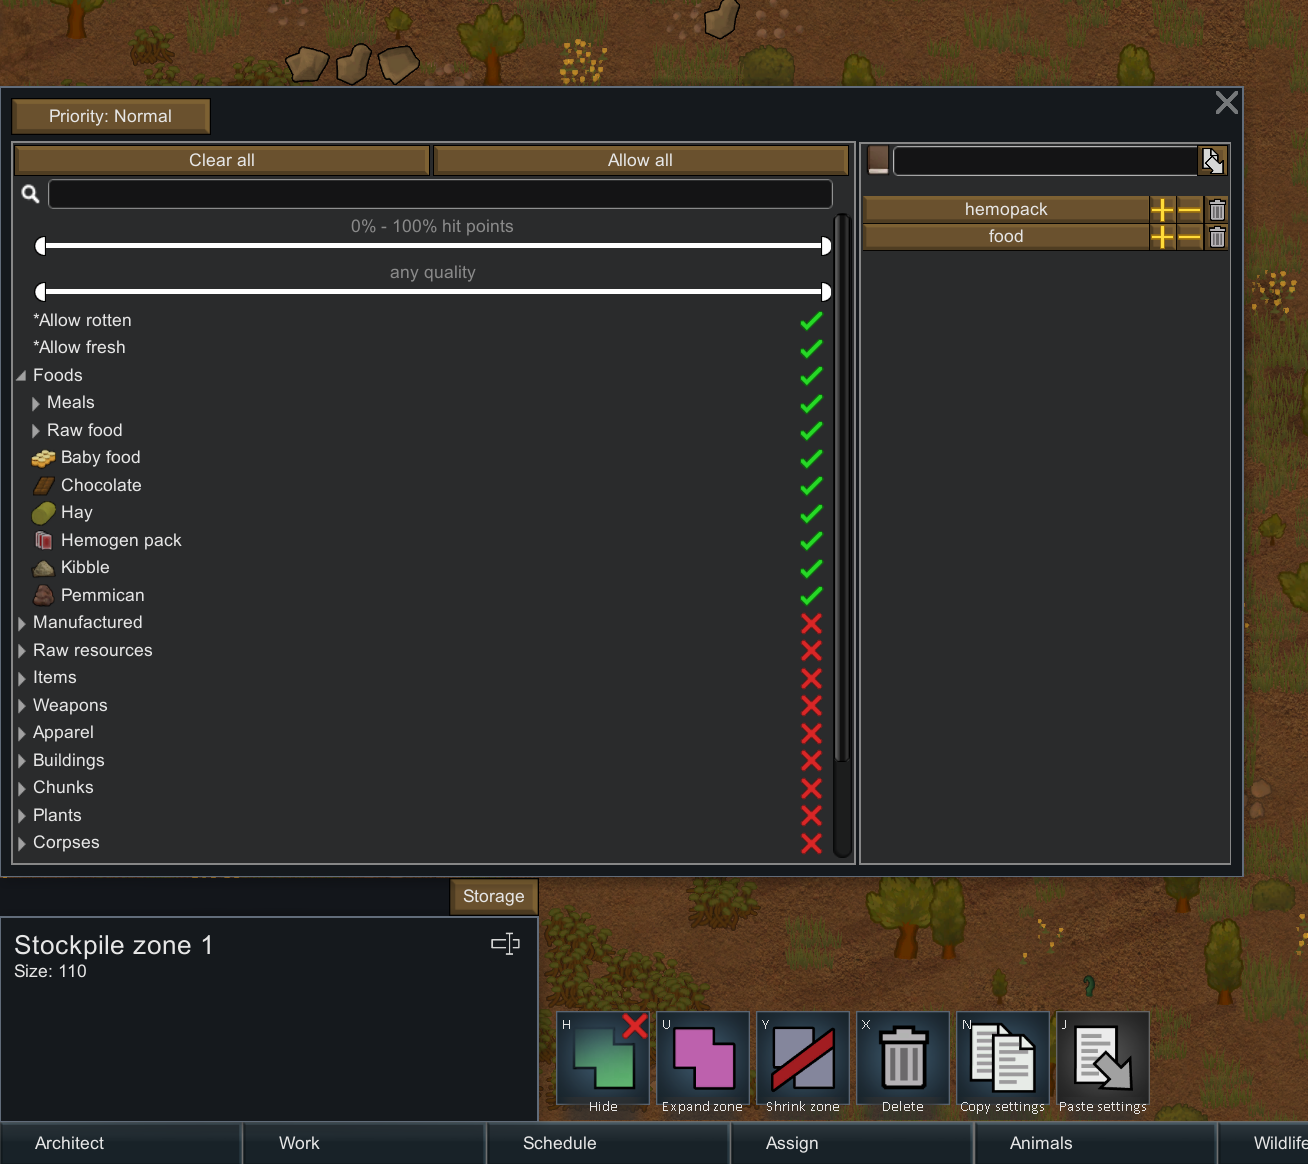 Priority: Normal
Clear all
Allow all
0% - 100% hit points
any quality
*Allow rotten
*Allow fresh
Foods
Meals
Raw food
Baby food
Chocolate
Hay
Hemogen pack
Kibble
Pemmican
Manufactured
Raw resources
Items
Weapons
Apparel
Buildings
Chunks
Plants
Corpses
hemopack
food
Storage
Stockpile zone 1
Size: 110
H
U
Y
X
N
J
Hide
Expand zone
Shrink zone
Delete
Copy settings
Paste settings
Architect
Work
Schedule
Assign
Animals
Wildlife